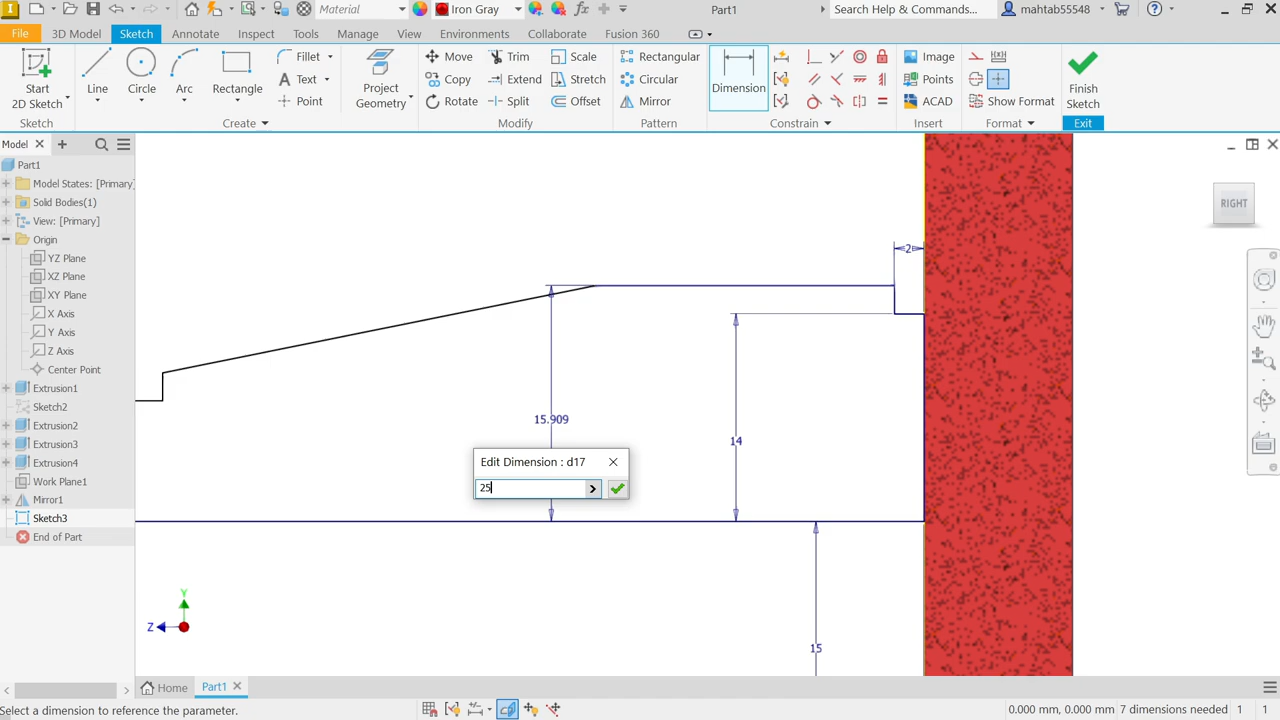 Material
Iron Gray
Part1
Search Help & Commands...
mahtab55548
File
3D Model
Sketch
Annotate
Inspect
Tools
Manage
View
Environments
Collaborate
Fusion 360
Start
2D Sketch
Line
Circle
Arc
Rectangle
Fillet
Text
Point
Project
Geometry
Move
Copy
Rotate
Trim
Extend
Split
Scale
Stretch
Offset
Rectangular
Circular
Mirror
Dimension
Image
Points
ACAD
Show Format
Finish
Sketch
Sketch
Create
Modify
Pattern
Constrain
Insert
Format
Exit
Model
Part1
Model States: [Primary]
Solid Bodies(1)
View: [Primary]
Origin
YZ Plane
XZ Plane
XY Plane
X Axis
Y Axis
Z Axis
Center Point
Extrusion1
Sketch2
Extrusion2
Extrusion3
Extrusion4
Work Plane1
Mirror1
Sketch3
End of Part
RIGHT
2
15.909
14
Edit Dimension : d17
25
15
Y
Z
Home
Part1
Select a dimension to reference the parameter.
0.000 mm, 0.000 mm
7 dimensions needed
1
1